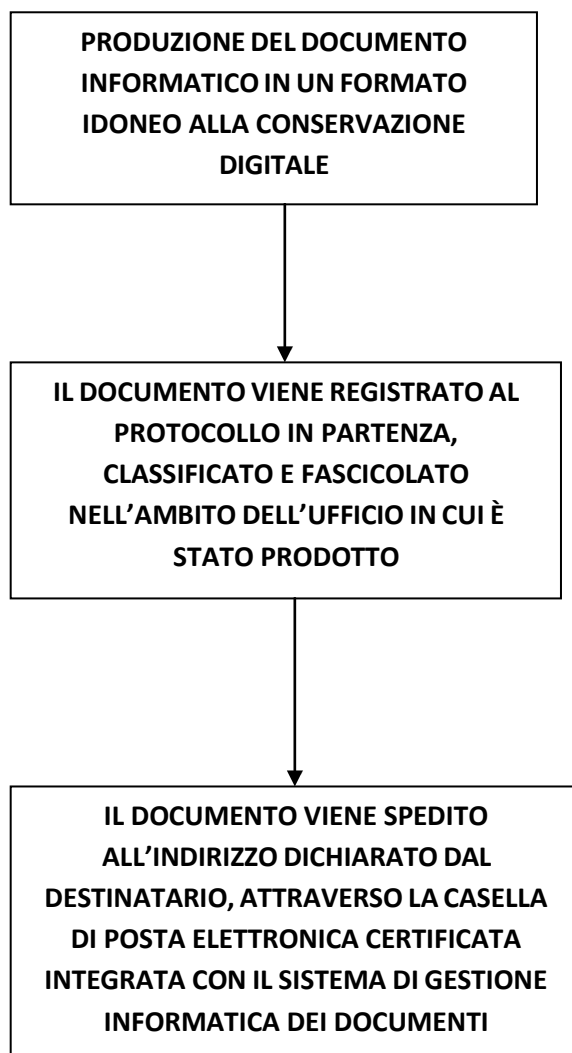 PRODUZIONE DEL DOCUMENTO
INFORMATICO IN UN FORMATO
IDONEO ALLA CONSERVAZIONE
DIGITALE
IL DOCUMENTO VIENE REGISTRATO AL
PROTOCOLLO IN PARTENZA,
CLASSIFICATO E FASCICOLATO
NELL’AMBITO DELL’UFFICIO IN CUI È
STATO PRODOTTO
IL DOCUMENTO VIENE SPEDITO
ALL’INDIRIZZO DICHIARATO DAL
DESTINATARIO, ATTRAVERSO LA CASELLA
DI POSTA ELETTRONICA CERTIFICATA
INTEGRATA CON IL SISTEMA DI GESTIONE
INFORMATICA DEI DOCUMENTI